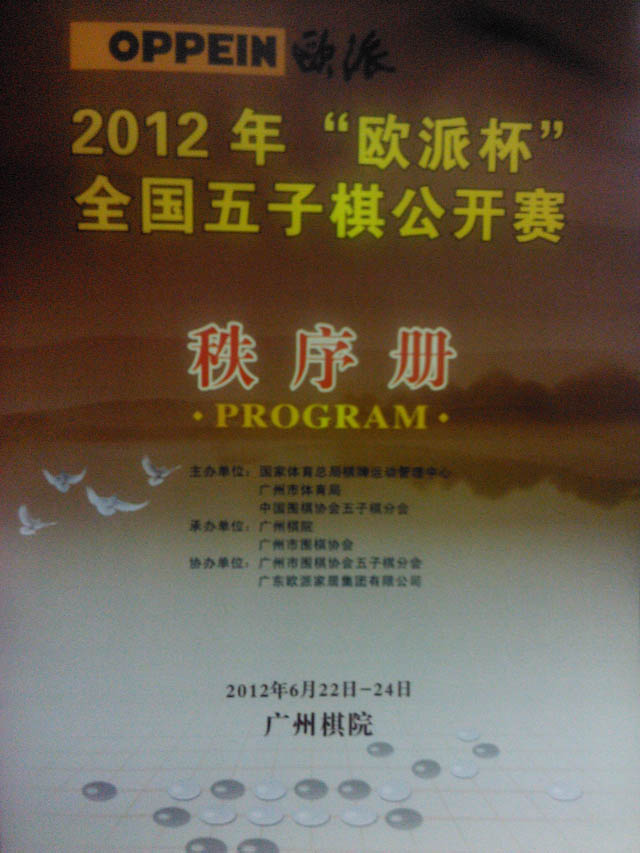 OPPEIN 欧派
2012年“欧派杯”
全国五子棋公开赛
秩序册
·PROGRAM·
主办单位：国家体育总局棋牌运动管理中心
广州市体育局
中国围棋协会五子棋分会
承办单位：广州棋院
广州市围棋协会
协办单位：广州市围棋协会五子棋分会
广东欧派家居集团有限公司
2012年6月22日-24日
广州棋院